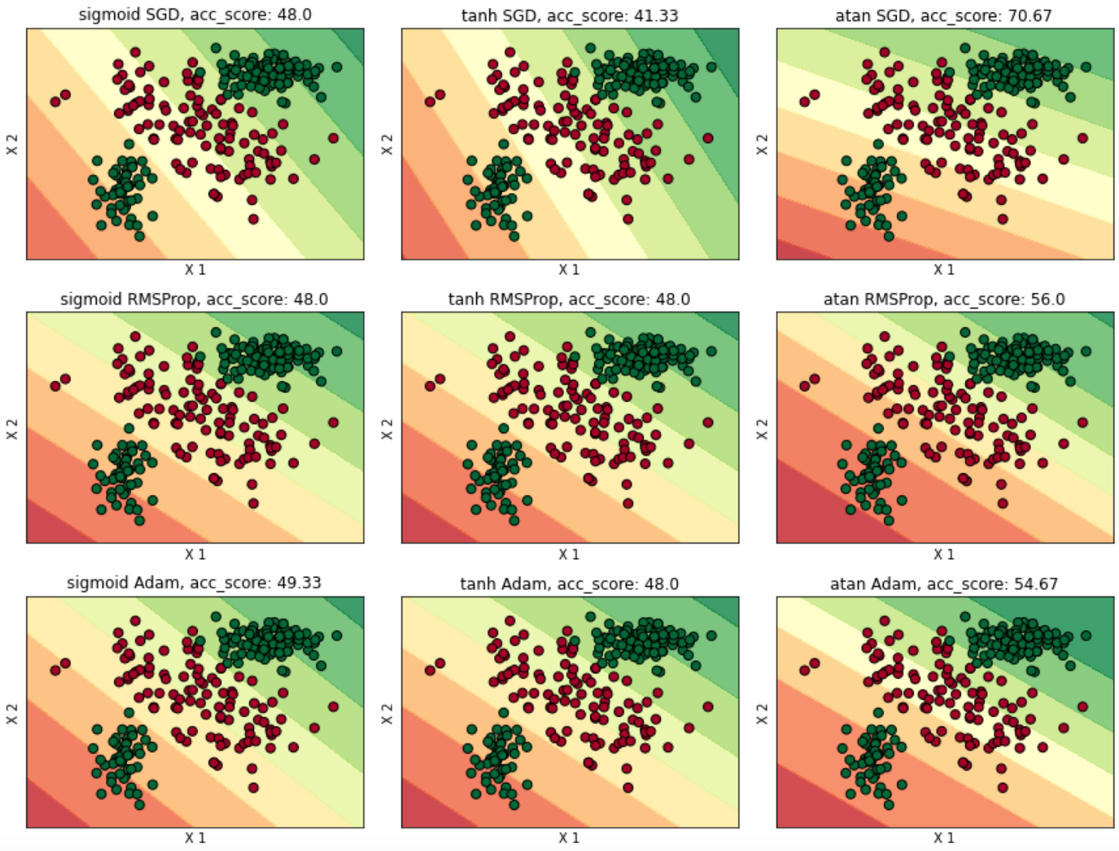 sigmoid SGD, acc_score: 48.0
tanh SGD, acc_score: 41.33
atan SGD, acc_score: 70.67
X 2
X 2
X 2
X 1
X 1
X 1
sigmoid RMSProp, acc_score: 48.0
tanh RMSProp, acc_score: 48.0
atan RMSProp, acc_score: 56.0
X 2
X 2
X 2
X 1
X 1
X 1
sigmoid Adam, acc_score: 49.33
tanh Adam, acc_score: 48.0
atan Adam, acc_score: 54.67
X 2
X 2
X 2
X 1
X 1
X 1